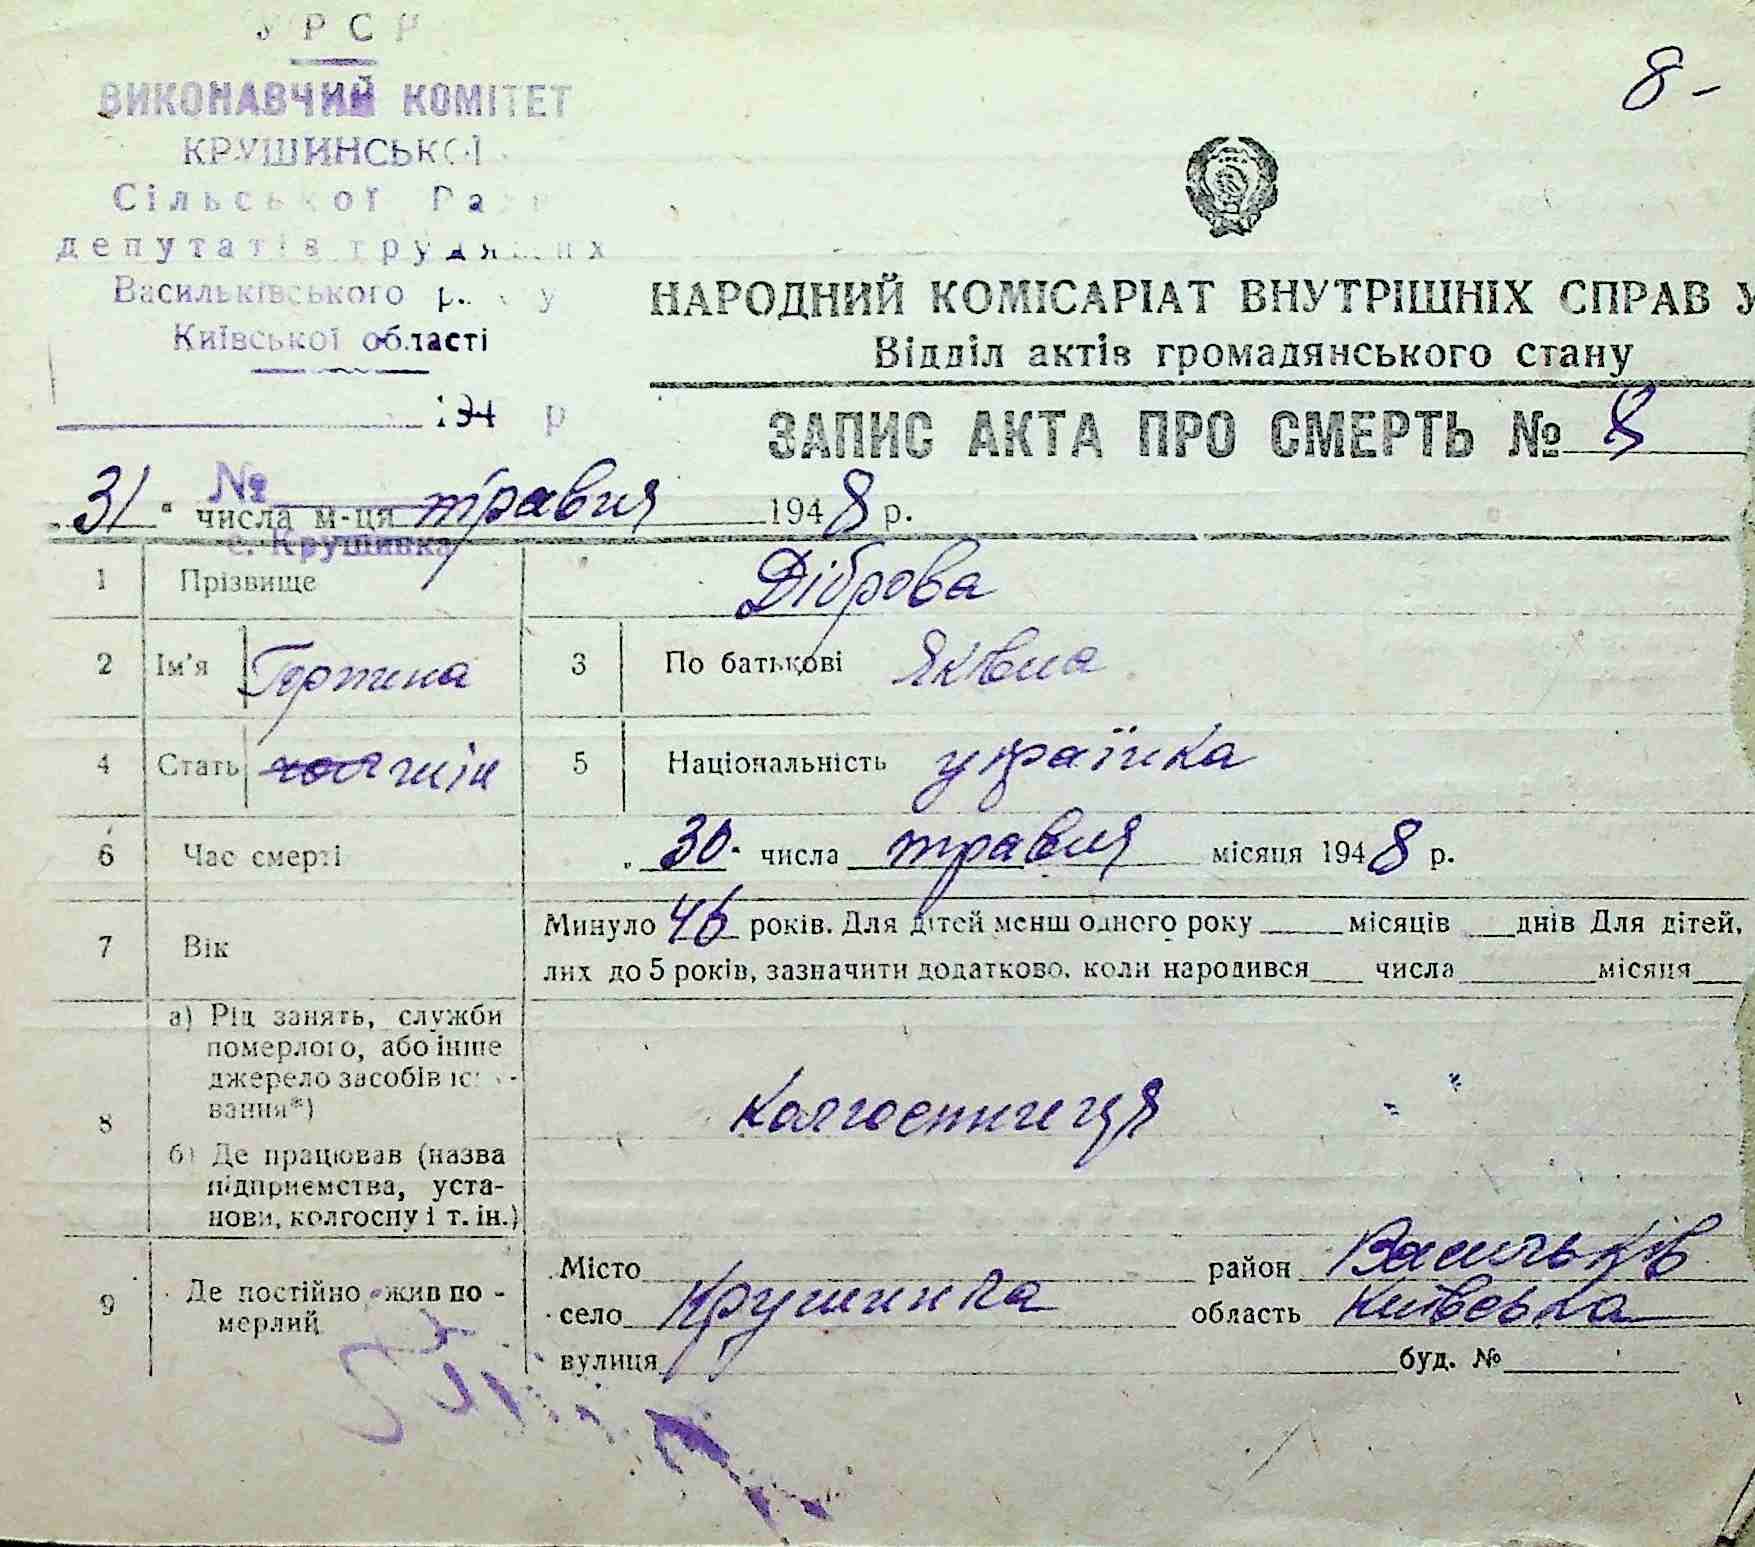 УРСР
ВИКОНАВЧИЙ КОМІТЕТ
КРУШИНСЬКОЇ
Сільської Ради
депутатів трудящих
Васильківського р. у
Київської області
194 р
8 -
НАРОДНИЙ КОМІСАРІАТ ВНУТРІШНІХ СПРАВ У
Відділ актів громадянського стану
ЗАПИС АКТА ПРО СМЕРТЬ № 8
№
„ 31 " числа м-ця травня 1948 р.
с. Крушинка
1 Прізвище Діброва
2 Ім'я 3 По батькові Яківна
4 Стать жін 5 Національність українка
6 Час смерті „ 30 " числа травня місяця 1948 р.
7 Вік Минуло 46 років. Для дітей менш одного року місяців днів Для дітей,
лих до 5 років, зазначити додатково, коли народився числа місяця
8 а) Рід занять, служби
померлого, або інше
джерело засобів існу-
вання*)
Колгоспниця - "
б) Де працював (назва
підприємства, уста-
нови, колгоспу і т. ін.)
9 Де постійно жив по-
мерлий
Місто район Васильків
село Крушинка область Київська
вулиця буд. №